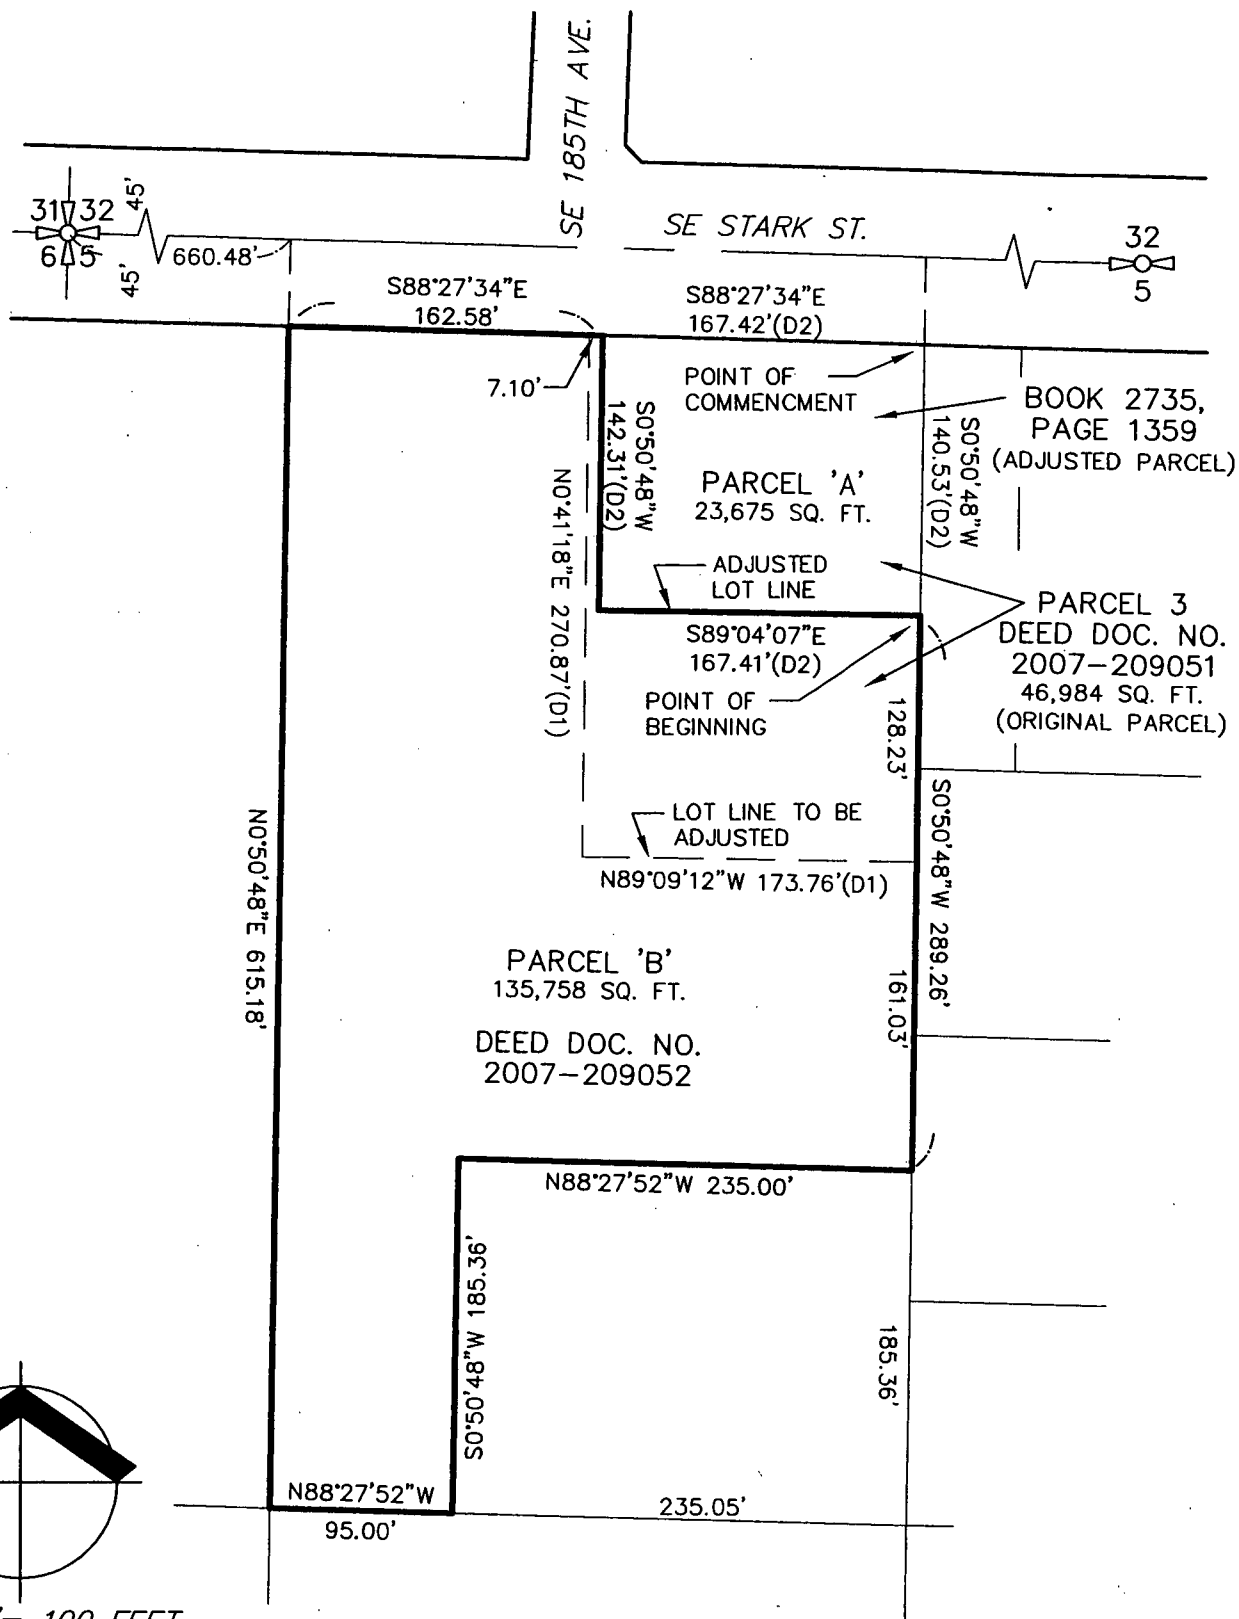 SE 185TH AVE.
31 32
6 5
45'
45'
660.48'
SE STARK ST.
32
5
S88°27'34"E
162.58'
S88°27'34"E
167.42'(D2)
7.10'
POINT OF
COMMENCMENT
BOOK 2735,
PAGE 1359
(ADJUSTED PARCEL)
S0°50'48"W
142.31'(D2)
S0°50'48"W
140.53'(D2)
N0°41'18"E 270.87'(D1)
PARCEL 'A'
23,675 SQ. FT.
ADJUSTED
LOT LINE
PARCEL 3
DEED DOC. NO.
2007-209051
46,984 SQ. FT.
(ORIGINAL PARCEL)
S89°04'07"E
167.41'(D2)
POINT OF
BEGINNING
128.23'
LOT LINE TO BE
ADJUSTED
N89°09'12"W 173.76'(D1)
S0°50'48"W 289.26'
N0°50'48"E 615.18'
PARCEL 'B'
135,758 SQ. FT.
161.03'
DEED DOC. NO.
2007-209052
N88°27'52"W 235.00'
S0°50'48"W 185.36'
185.36'
N88°27'52"W
95.00'
235.05'
= 100 FEET